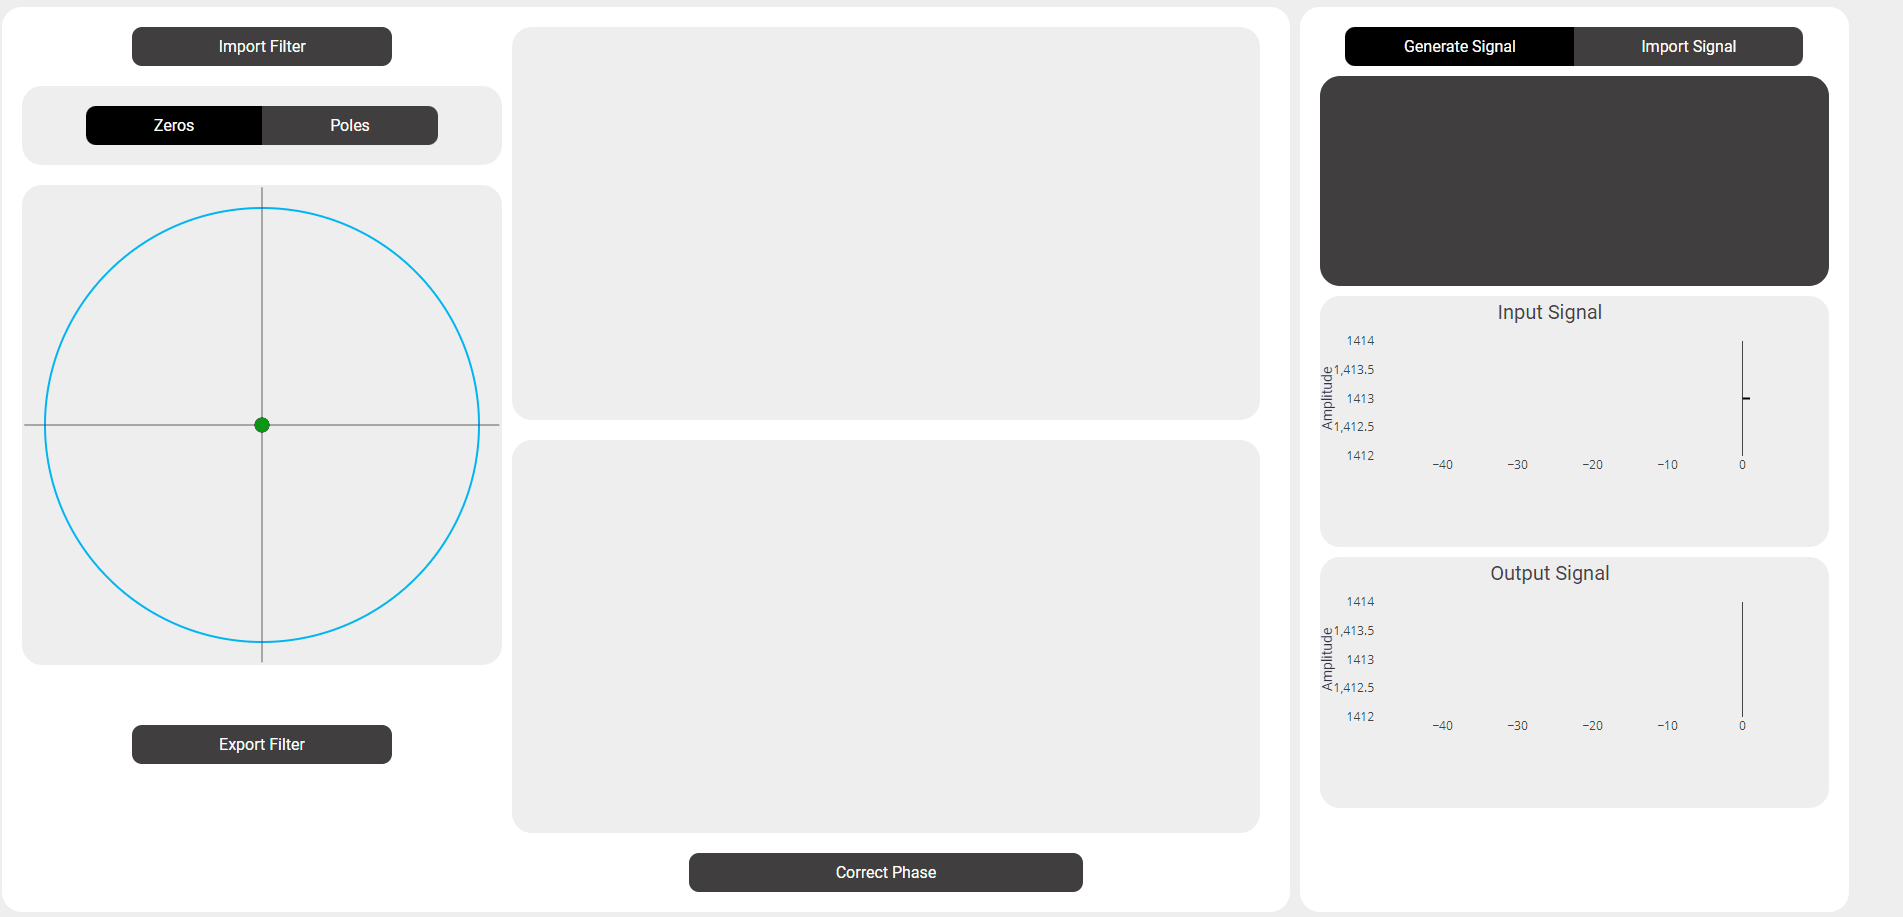 Import Filter
Zeros
Poles
Export Filter
Correct Phase
Generate Signal
Import Signal
Input Signal
Amplitude
1414
1,413.5
1413
1,412.5
1412
−40 −30 −20 −10 0
Output Signal
Amplitude
1414
1,413.5
1413
1,412.5
1412
−40 −30 −20 −10 0